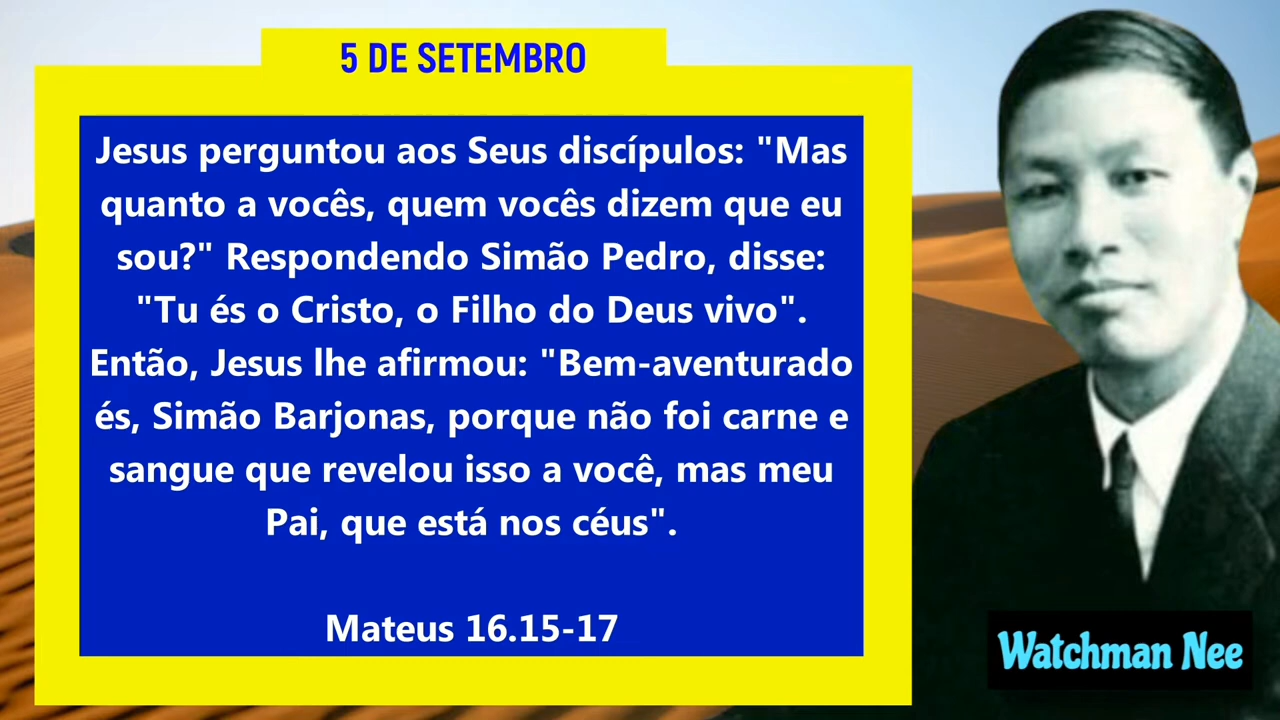 5 DE SETEMBRO
Jesus perguntou aos Seus discípulos: "Mas
quanto a vocês, quem vocês dizem que eu
sou?" Respondendo Simão Pedro, disse:
"Tu és o Cristo, o Filho do Deus vivo".
Então, Jesus lhe afirmou: "Bem-aventurado
és, Simão Barjonas, porque não foi carne e
sangue que revelou isso a você, mas meu
Pai, que está nos céus".
Mateus 16.15-17
Watchman Nee